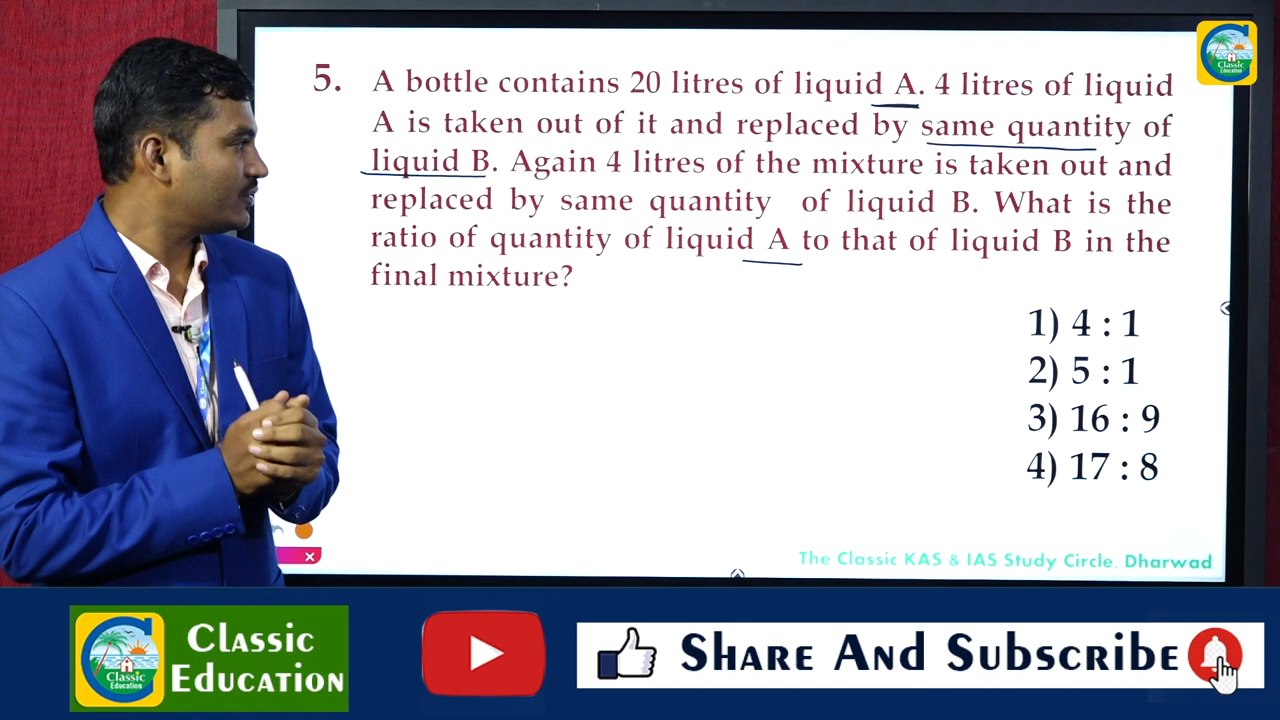 5. A bottle contains 20 litres of liquid A. 4 litres of liquid
A is taken out of it and replaced by same quantity of
liquid B. Again 4 litres of the mixture is taken out and
replaced by same quantity of liquid B. What is the
ratio of quantity of liquid A to that of liquid B in the
final mixture?
1) 4 : 1
2) 5 : 1
3) 16 : 9
4) 17 : 8
The Classic KAS & IAS Study Circle, Dharwad
Classic
Education
Classic
Education
Classic
Education
Share And Subscribe